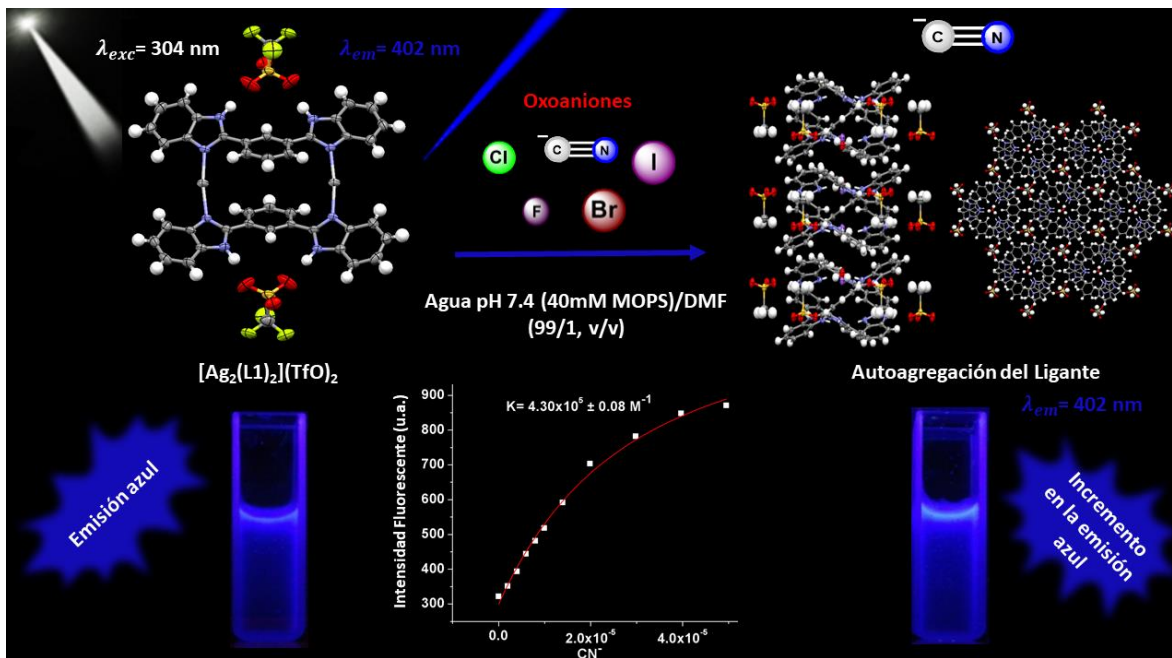 λexc= 304 nm
λem= 402 nm
Oxoaniones
Cl
− C N
I
F
Br
Agua pH 7.4 (40mM MOPS)/DMF
(99/1, v/v)
− C N
[Ag₂(L1)₂](TfO)₂
Autoagregación del Ligante
λem= 402 nm
Emisión azul
Incremento
en la emisión
azul
K= 4.30x10⁵ ± 0.08 M⁻¹
Intensidad Fluorescente (u.a.)
900
800
700
600
500
400
300
0.0 2.0x10⁻⁵ 4.0x10⁻⁵
CN⁻